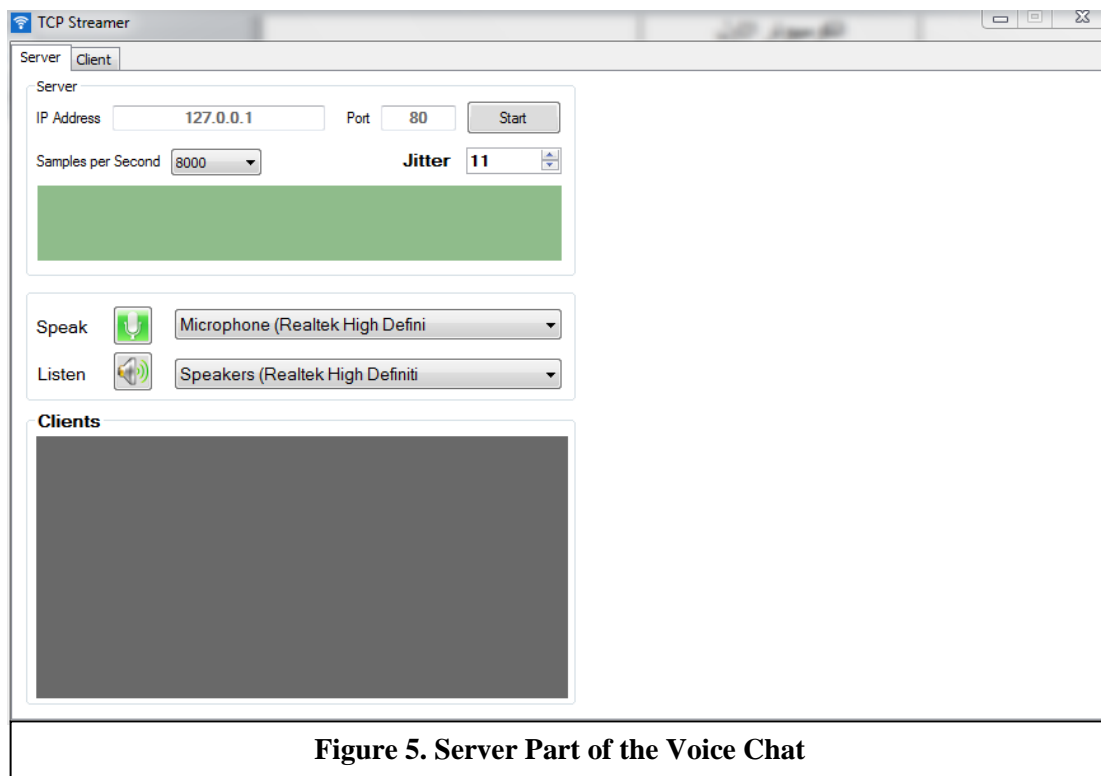 TCP Streamer
Server Client
Server
IP Address 127.0.0.1 Port 80 Start
Samples per Second 8000 Jitter 11
Speak Microphone (Realtek High Defini
Listen Speakers (Realtek High Definiti
Clients
Figure 5. Server Part of the Voice Chat